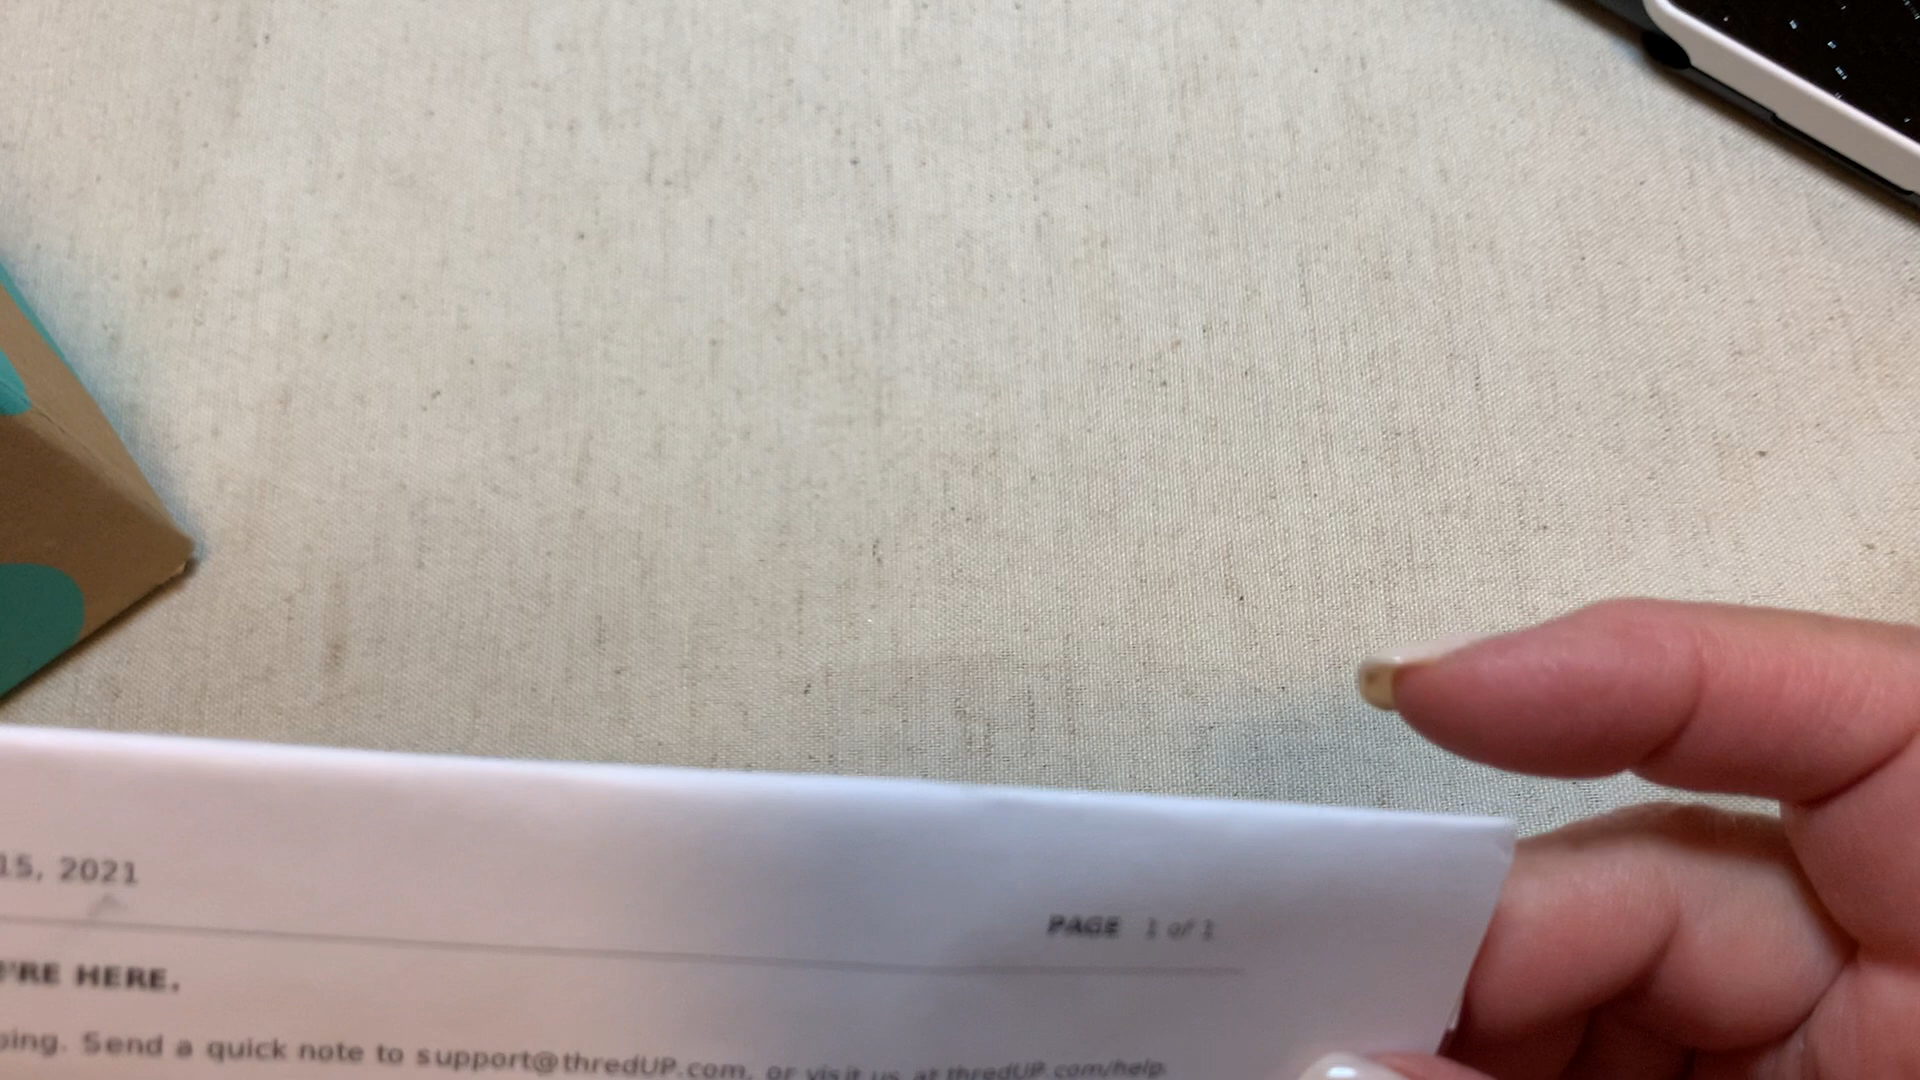 15, 2021
PAGE 1 of 1
'RE HERE.
ping. Send a quick note to support@thredUP.com, or visit us at thredUP.com/help.